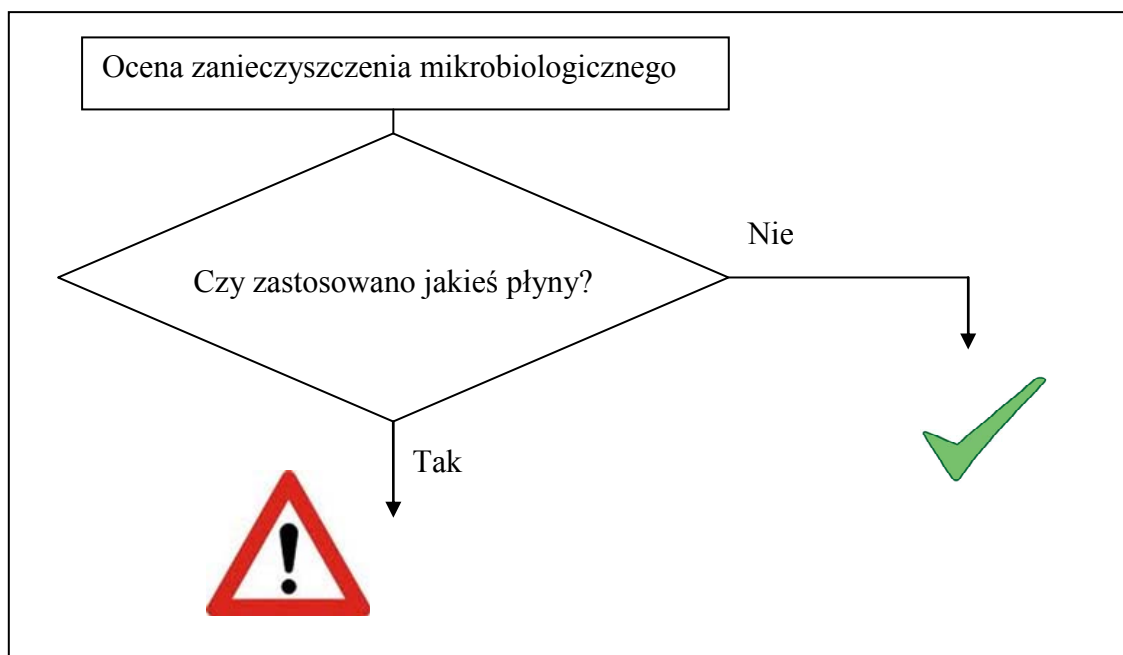 Ocena zanieczyszczenia mikrobiologicznego
Nie
Czy zastosowano jakieś płyny?
Tak